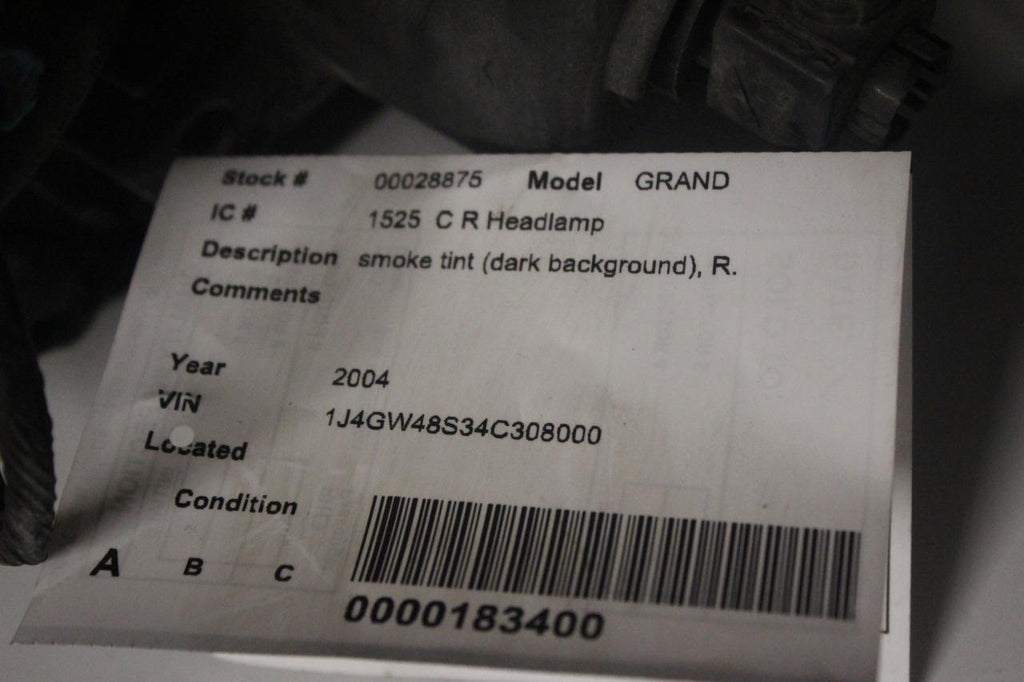 Stock # 00028875 Model GRAND
IC # 1525 C R Headlamp
Description smoke tint (dark background), R.
Comments
Year 2004
VIN 1J4GW48S34C308000
Located
Condition
A B C
0000183400